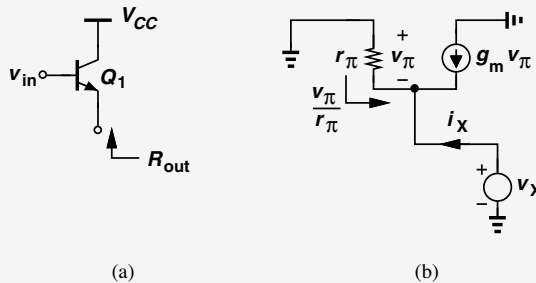 V_CC
v_in
Q_1
R_out
(a)
+
r_π v_π
−
g_m v_π
v_π
r_π
i_X
+
v_X
−
(b)